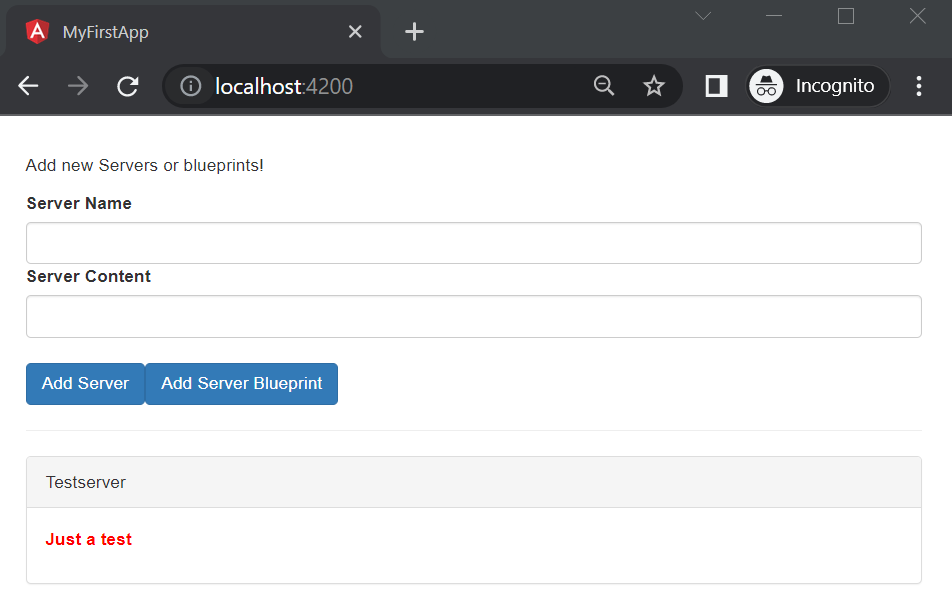 MyFirstApp
localhost:4200
Incognito
Add new Servers or blueprints!
Server Name
Server Content
Add Server Add Server Blueprint
Testserver
Just a test